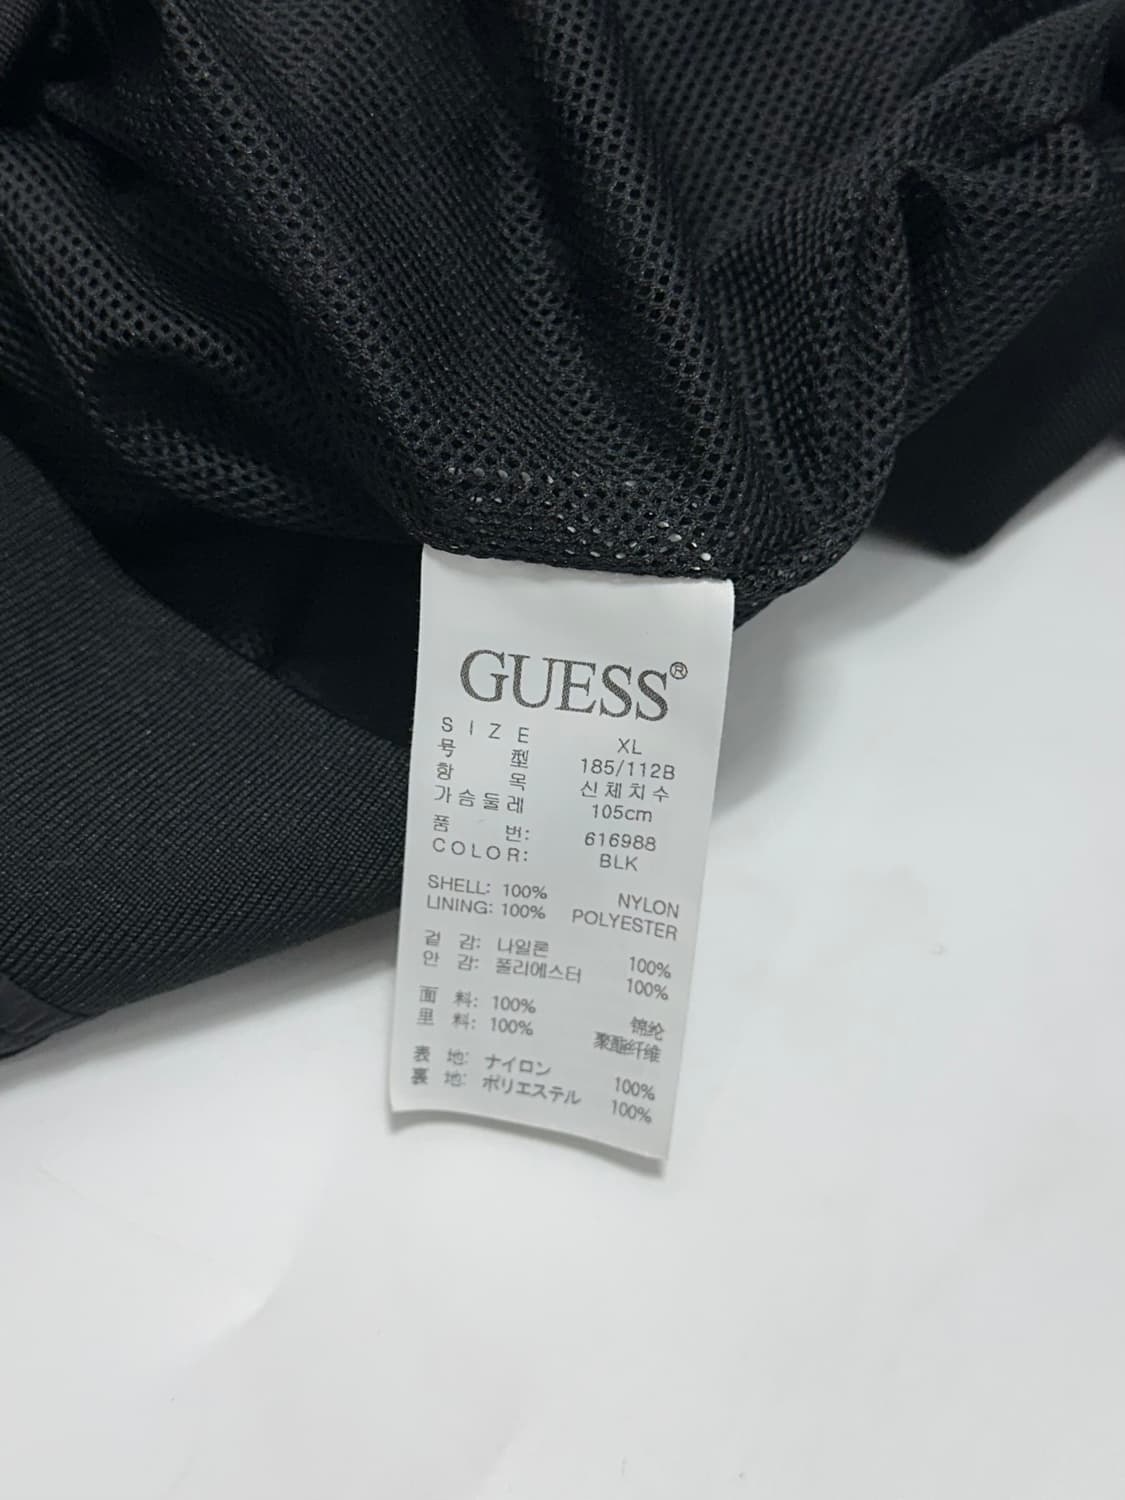 GUESS®
SIZE XL
号型 185/112B
항목 신체치수
가슴둘레 105cm
품번: 616988
COLOR: BLK
SHELL: 100% NYLON
LINING: 100% POLYESTER
겉감: 나일론 100%
안감: 폴리에스터 100%
面料: 100% 锦纶
里料: 100% 聚酯纤维
表地: ナイロン 100%
裏地: ポリエステル 100%